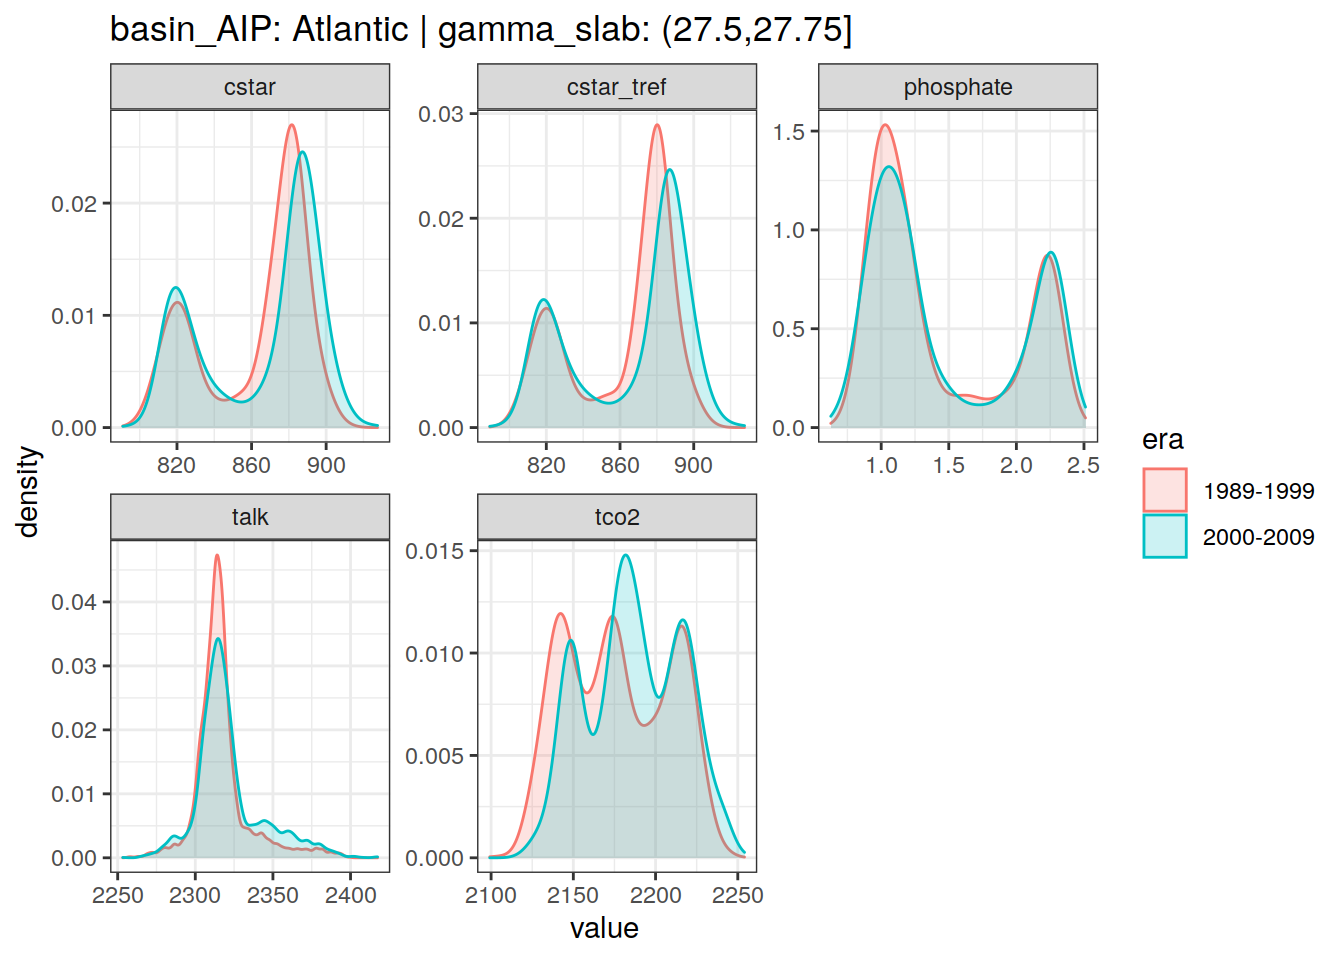 basin_AIP: Atlantic | gamma_slab: (27.5,27.75]
cstar
cstar_tref
phosphate
0.00
0.01
0.02
820 860 900
0.00
0.01
0.02
0.03
820 860 900
0.0
0.5
1.0
1.5
1.0 1.5 2.0 2.5
talk
tco2
0.00
0.01
0.02
0.03
0.04
2250 2300 2350 2400
0.000
0.005
0.010
0.015
2100 2150 2200 2250
density
value
era
1989-1999
2000-2009